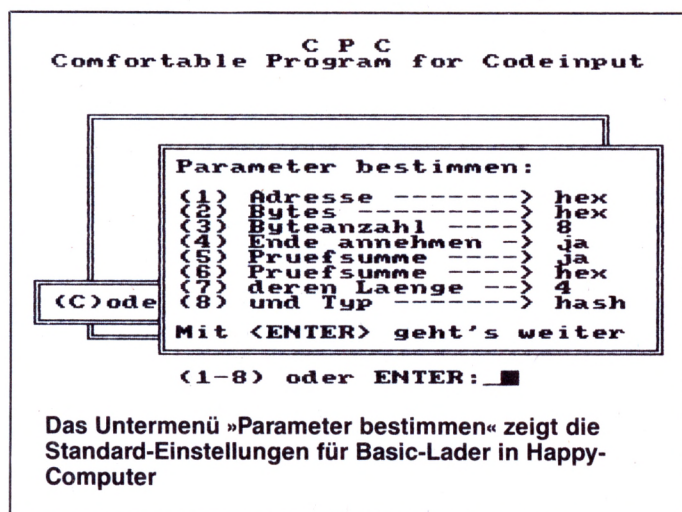 C P C
Comfortable Program for Codeinput
Parameter bestimmen:
(1) Adresse -------> hex
(2) Bytes ---------> hex
(3) Byteanzahl ----> 8
(4) Ende annehmen -> ja
(5) Pruefsumme ----> ja
(6) Pruefsumme ----> hex
(7) deren Laenge --> 4
(8) und Typ -------> hash
(C)ode
Mit <ENTER> geht's weiter
(1-8) oder ENTER:_
Das Untermenü »Parameter bestimmen« zeigt die
Standard-Einstellungen für Basic-Lader in Happy-
Computer